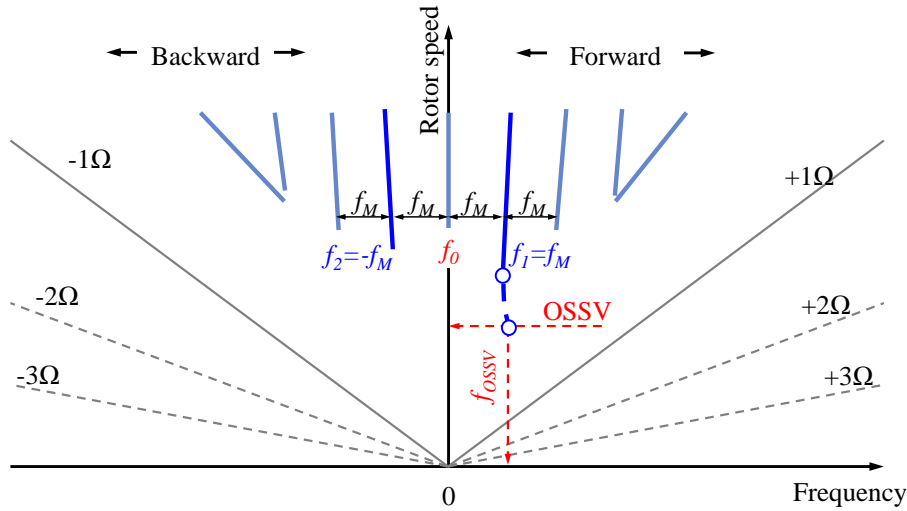 Backward
Rotor speed
Forward
-1Ω
+1Ω
f_M f_M f_M f_M
f_2=-f_M
f_0
f_1=f_M
-2Ω
OSSV
+2Ω
-3Ω
f_OSSV
+3Ω
0
Frequency